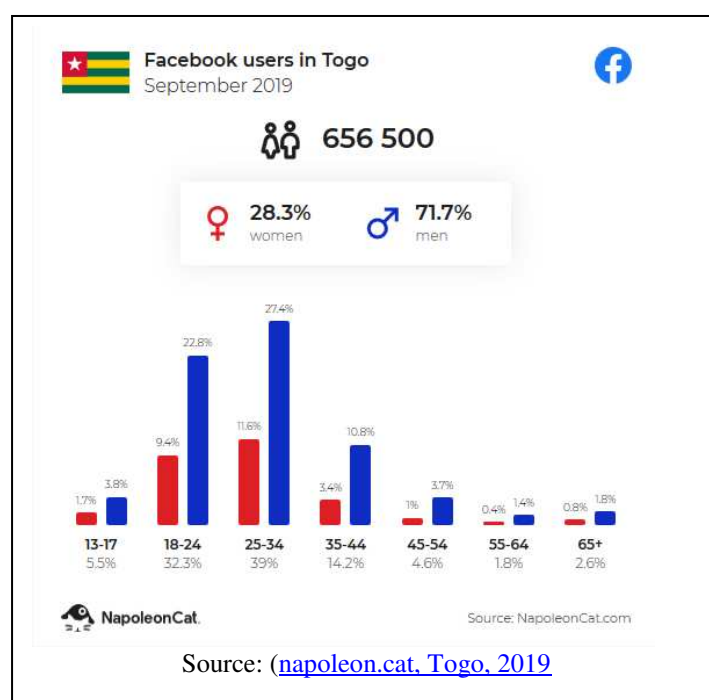 Facebook users in Togo
September 2019
656 500
28.3%
women
71.7%
men
27.4%
22.8%
11.6%
10.8%
9.4%
3.8%
3.4%
3.7%
1.7%
1%
0.4%
1.4%
0.8%
1.8%
13-17 18-24 25-34 35-44 45-54 55-64 65+
5.5% 32.3% 39% 14.2% 4.6% 1.8% 2.6%
NapoleonCat.
Source: NapoleonCat.com
Source: (napoleon.cat, Togo, 2019